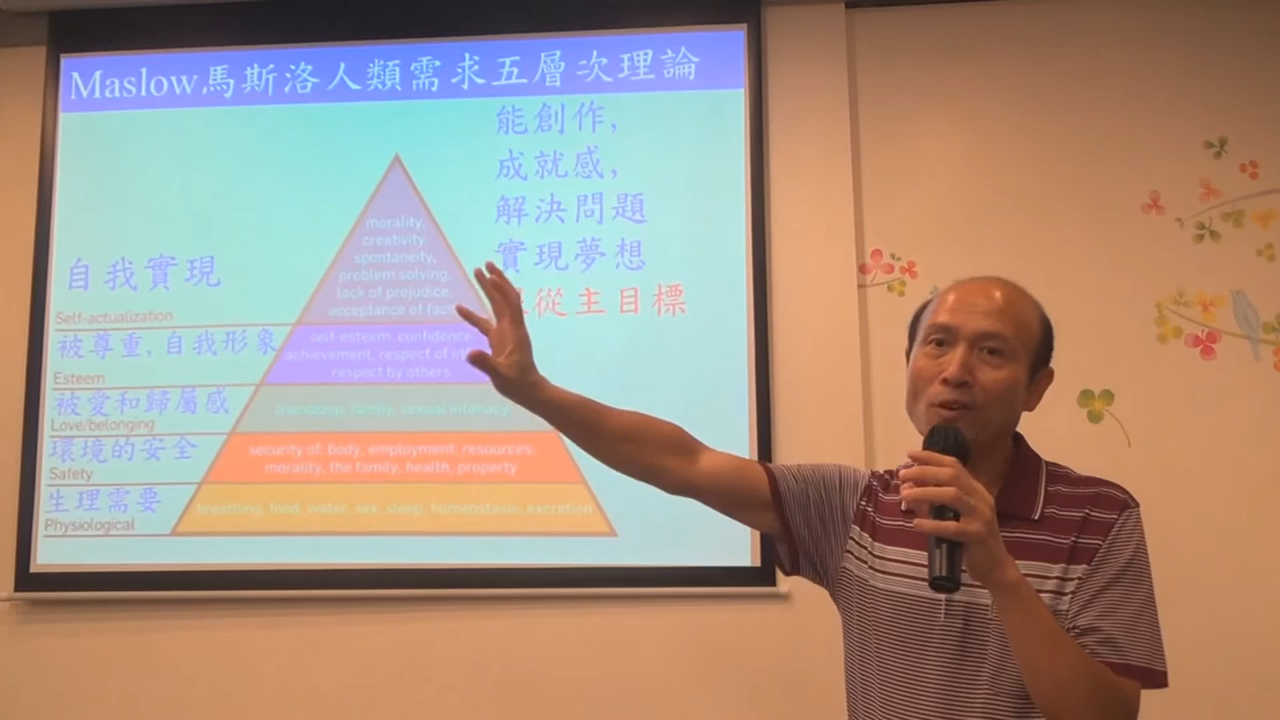 Maslow馬斯洛人類需求五層次理論
能創作,
成就感,
解決問題
實現夢想
從主目標
morality,
creativity,
spontaneity,
problem solving,
lack of prejudice,
acceptance of
自我實現
Self-actualization
被尊重, 自我形象
Esteem
self-esteem, confidence,
achievement, respect of
respect by others
被愛和歸屬感
Love/belonging
friendship, family, sexual intimacy
環境的安全
Safety
security of: body, employment, resources,
morality, the family, health, property
生理需要
Physiological
breathing, food, water, sex, sleep, homeostasis, excretion